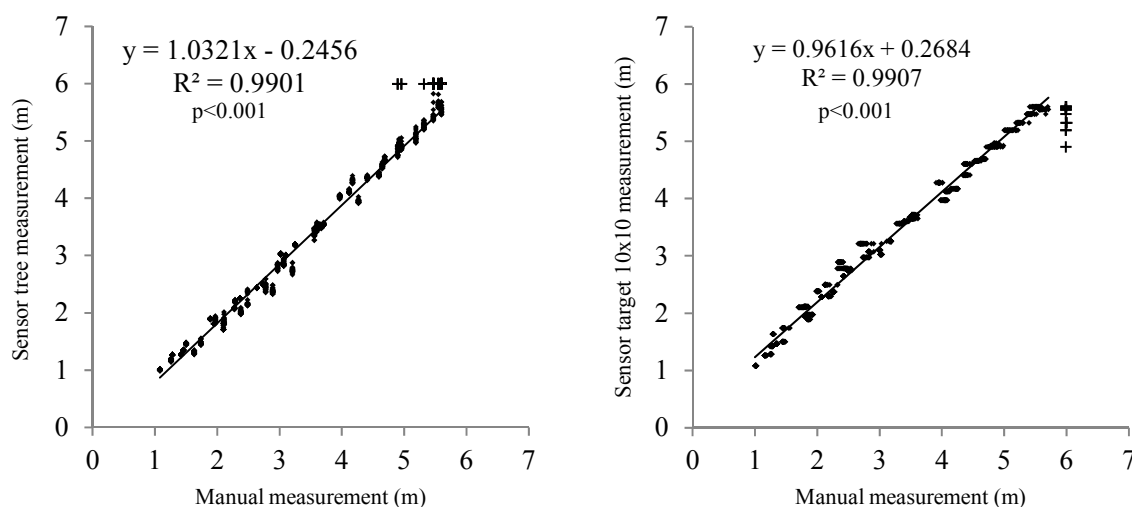 7
6
5
4
3
2
1
0
0 1 2 3 4 5 6 7
Sensor tree measurement (m)
Manual measurement (m)
y = 1.0321x - 0.2456
R² = 0.9901
p<0.001
7
6
5
4
3
2
1
0
0 1 2 3 4 5 6 7
Sensor target 10x10 measurement (m)
Manual measurement (m)
y = 0.9616x + 0.2684
R² = 0.9907
p<0.001